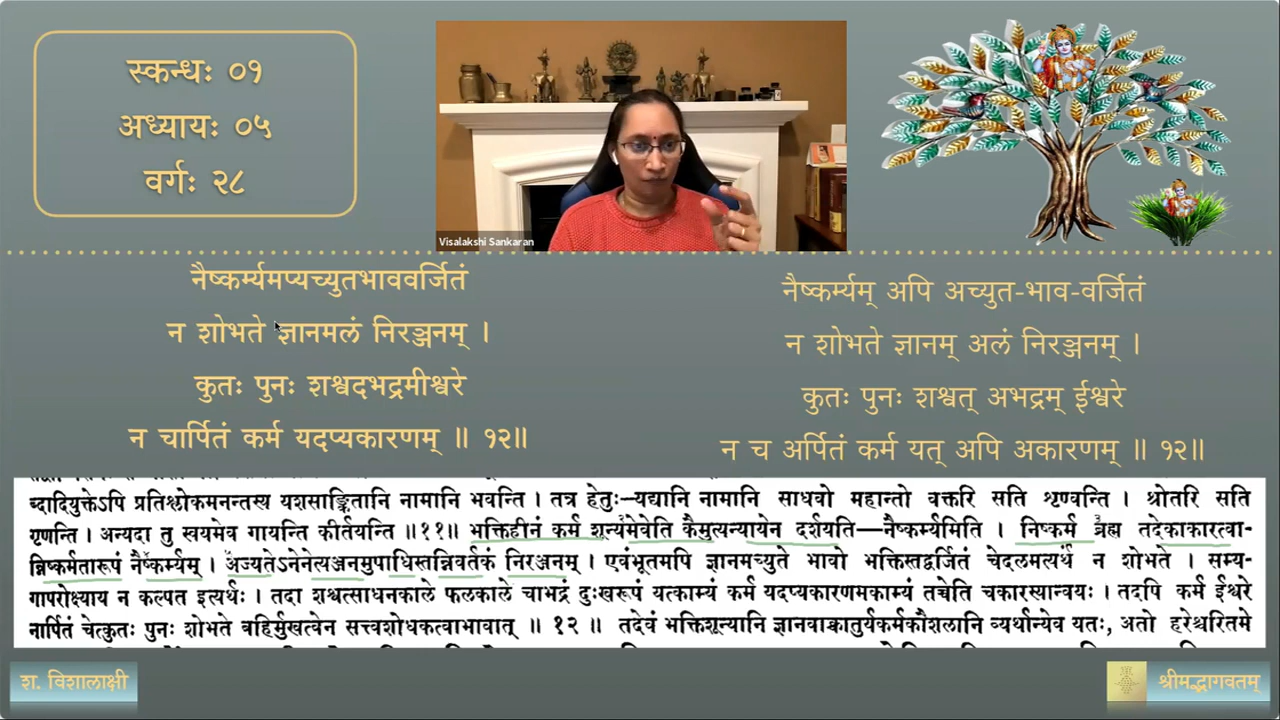 स्कन्धः ०१
अध्यायः ०५
वर्गः २८
Visalakshi Sankaran
नैष्कर्म्यमप्यच्युतभाववर्जितं
न शोभते ज्ञानमलं निरञ्जनम् ।
कुतः पुनः शश्वदभद्रमीश्वरे
न चार्पितं कर्म यदप्यकारणम् ॥ १२॥
नैष्कर्म्यम् अपि अच्युत-भाव-वर्जितं
न शोभते ज्ञानम् अलं निरञ्जनम् ।
कुतः पुनः शश्वत् अभद्रम् ईश्वरे
न च अर्पितं कर्म यत् अपि अकारणम् ॥ १२॥
ब्दादियुक्तेऽपि प्रतिश्लोकमनन्तस्य यशसाङ्कितानि नामानि भवन्ति । तत्र हेतुः—यद्यानि नामानि साधवो महान्तो वक्तरि सति शृण्वन्ति । श्रोतरि सति
गृणन्ति । अन्यदा तु स्वयमेव गायन्ति कीर्तयन्ति ॥११॥ भक्तिहीनं कर्म शून्यमेवेति कैमुत्यन्यायेन दर्शयति—नैष्कर्म्यमिति । निष्कर्म ब्रह्म तदेकाकारत्वा-
न्निष्कर्मतारूपं नैष्कर्म्यम् । अज्यतेऽनेनेत्यञ्जनमुपाधिस्तन्निवर्तकं निरञ्जनम् । एवंभूतमपि ज्ञानमच्युते भावो भक्तिस्तद्वर्जितं चेदलमत्यर्थं न शोभते । सम्य-
गापरोक्ष्याय न कल्पत इत्यर्थः । तदा शश्वत्साधनकाले फलकाले चाभद्रं दुःखरूपं यत्काम्यं कर्म यदप्यकारणमकाम्यं तच्चेति चकारस्यान्वयः । तदपि कर्म ईश्वरे
नार्पितं चेत्कुतः पुनः शोभते बहिर्मुखत्वेन सत्त्वशोधकत्वाभावात् ॥ १२ ॥ तदेवं भक्तिशून्यानि ज्ञानवाक्चातुर्यकर्मकौशलानि व्यर्थान्येव यतः, अतो हरेश्चरितमे
श. विशालाक्षी
श्रीमद्भागवतम्